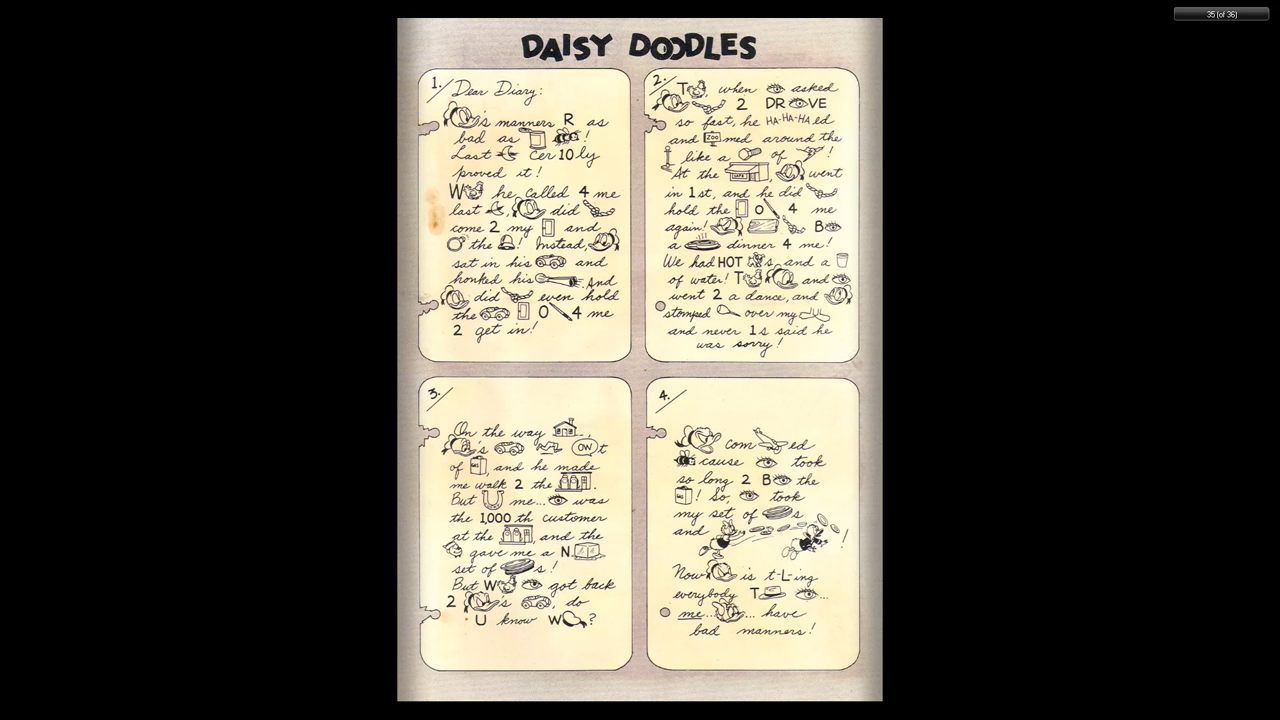 35 (of 36)
DAISY DOODLES
1.
Dear Diary:
's manners R as
bad as !
Last cer10ly
proved it!
W he called 4 me
last , did
come 2 my and
the ! Instead,
sat in his and
honked his . And
did even hold
the O 4 me
2 get in!
2.
T , when asked
2 DR VE
so fast, he HA-HA-HA ed
and ZOO med around the
like a of !
At the , went
in 1st, and he did
hold the O 4 me
again! B
a dinner 4 me!
We had HOT s, and a
of water! T and
went 2 a dance, and
stomped over my
and never 1s said he
was sorry!
3.
On the way ,
's OW t
of GAS, and he made
me walk 2 the .
But me... was
the 1,000 th customer
at the , and the
gave me a N
set of s!
But W got back
2 's , do
U know W ?
4.
com ed
cause took
so long 2 B the
GAS! So, took
my set of s
and !
Now is t-L-ing
everybody T ...
me... have
bad manners!